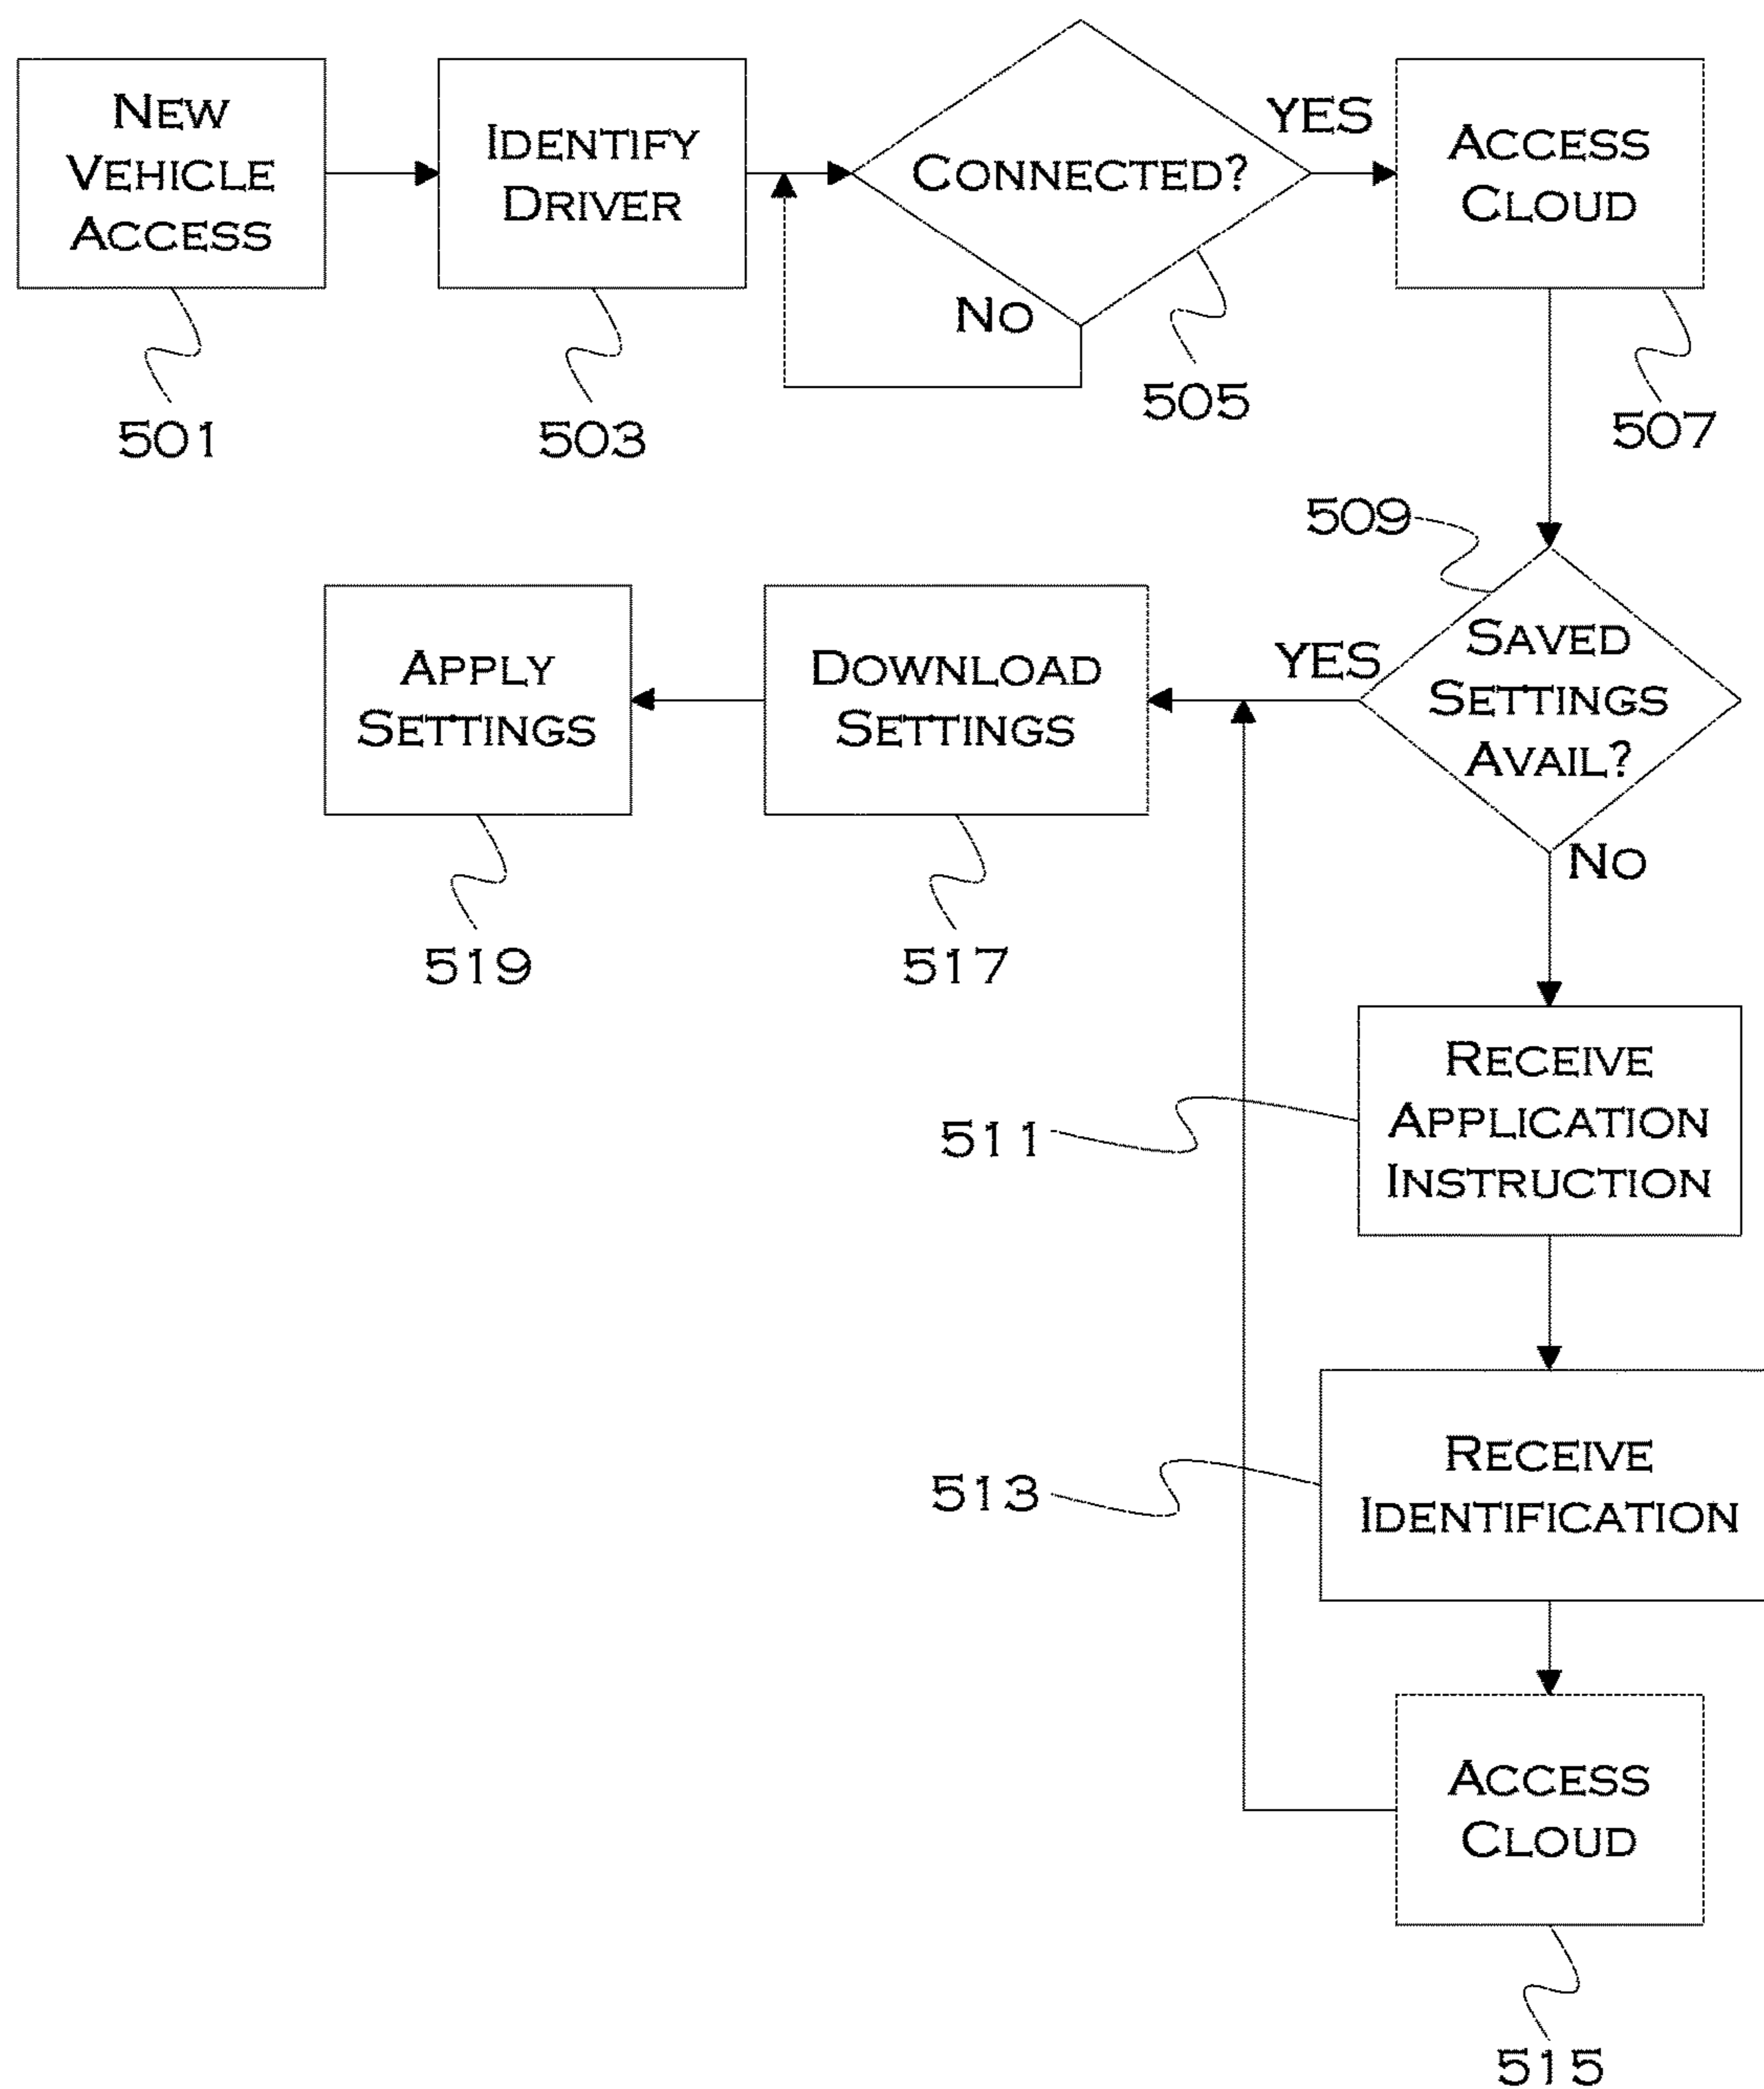 NEW
VEHICLE
ACCESS
IDENTIFY
DRIVER
CONNECTED?
YES
ACCESS
CLOUD
NO
501
503
505
507
509
APPLY
SETTINGS
DOWNLOAD
SETTINGS
YES
SAVED
SETTINGS
AVAIL?
NO
519
517
RECEIVE
APPLICATION
INSTRUCTION
511
RECEIVE
IDENTIFICATION
513
ACCESS
CLOUD
515